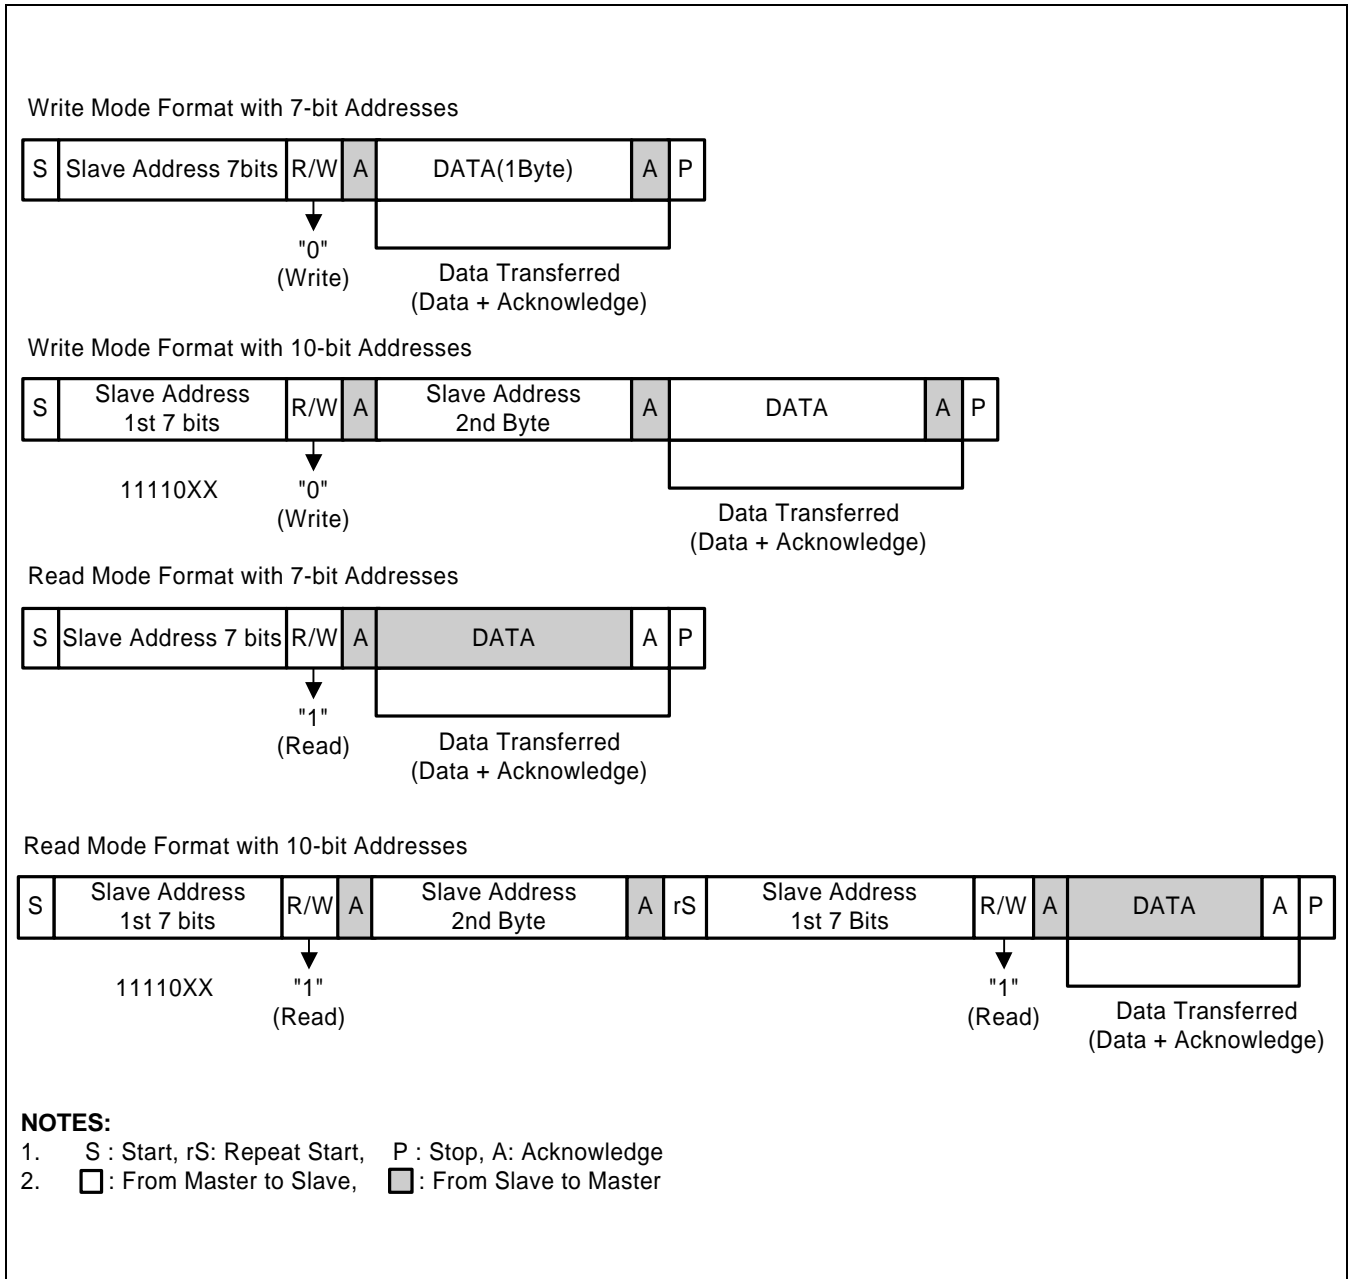 Write Mode Format with 7-bit Addresses
S Slave Address 7bits R/W A DATA(1Byte) A P
"0"
(Write)
Data Transferred
(Data + Acknowledge)
Write Mode Format with 10-bit Addresses
S Slave Address 1st 7 bits R/W A Slave Address 2nd Byte A DATA A P
11110XX "0"
(Write)
Data Transferred
(Data + Acknowledge)
Read Mode Format with 7-bit Addresses
S Slave Address 7 bits R/W A DATA A P
"1"
(Read)
Data Transferred
(Data + Acknowledge)
Read Mode Format with 10-bit Addresses
S Slave Address 1st 7 bits R/W A Slave Address 2nd Byte A rS Slave Address 1st 7 Bits R/W A DATA A P
11110XX "1" "1"
(Read) (Read)
Data Transferred
(Data + Acknowledge)
NOTES:
1. S : Start, rS: Repeat Start, P : Stop, A: Acknowledge
2. : From Master to Slave, : From Slave to Master